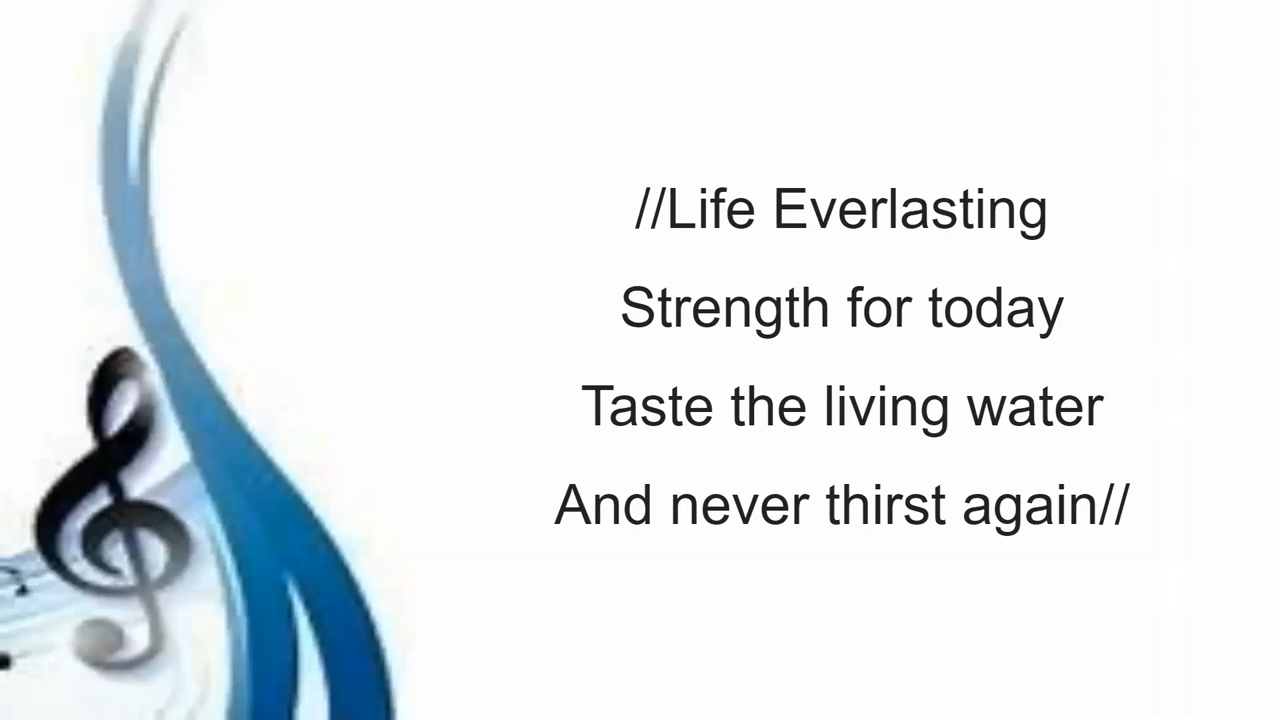 //Life Everlasting
Strength for today
Taste the living water
And never thirst again//